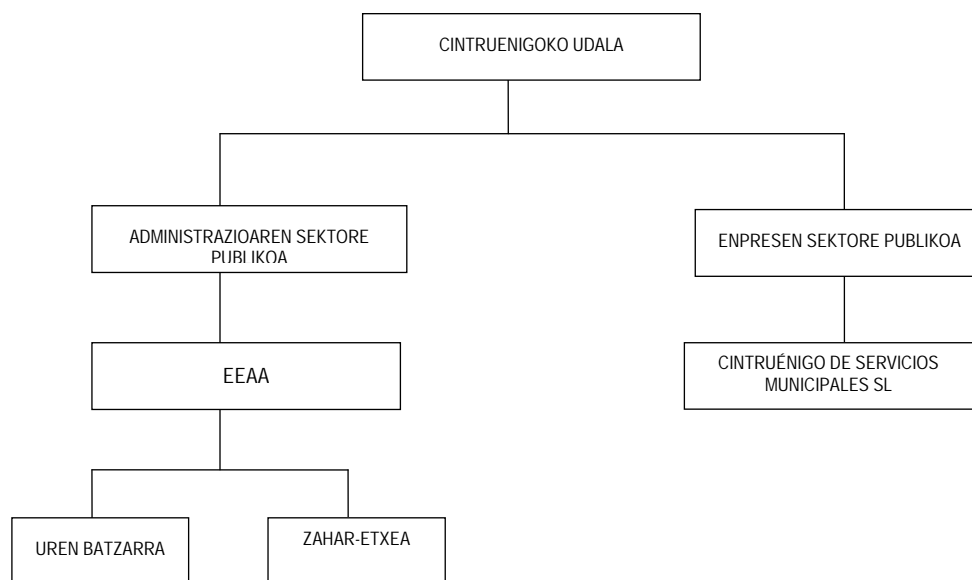 CINTRUENIGOKO UDALA
ADMINISTRAZIOAREN SEKTORE
PUBLIKOA
ENPRESEN SEKTORE PUBLIKOA
EEAA
CINTRUÉNIGO DE SERVICIOS
MUNICIPALES SL
UREN BATZARRA
ZAHAR-ETXEA